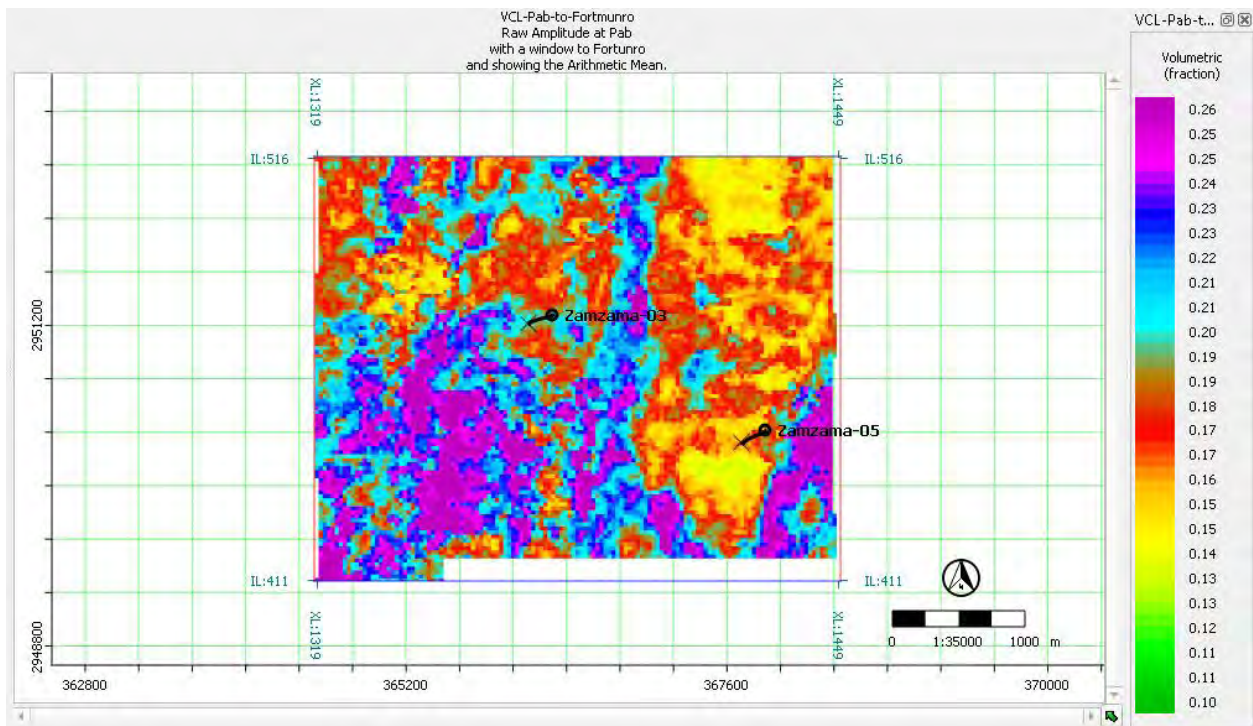 VCL-Pab-to-Fortmunro
Raw Amplitude at Pab
with a window to Fortunro
and showing the Arithmetic Mean.
VCL-Pab-t...
Volumetric
(fraction)
0.26
0.25
0.24
0.23
0.22
0.21
0.21
0.20
0.19
0.19
0.18
0.17
0.17
0.16
0.15
0.15
0.14
0.13
0.13
0.12
0.11
0.11
0.10
XL:1319
XL:1449
IL:516
IL:516
2951200
Zamzama-03
Zamzama-05
IL:411
IL:411
XL:1319
XL:1449
2948800
0
1:35000
1000 m
362800
365200
367600
370000